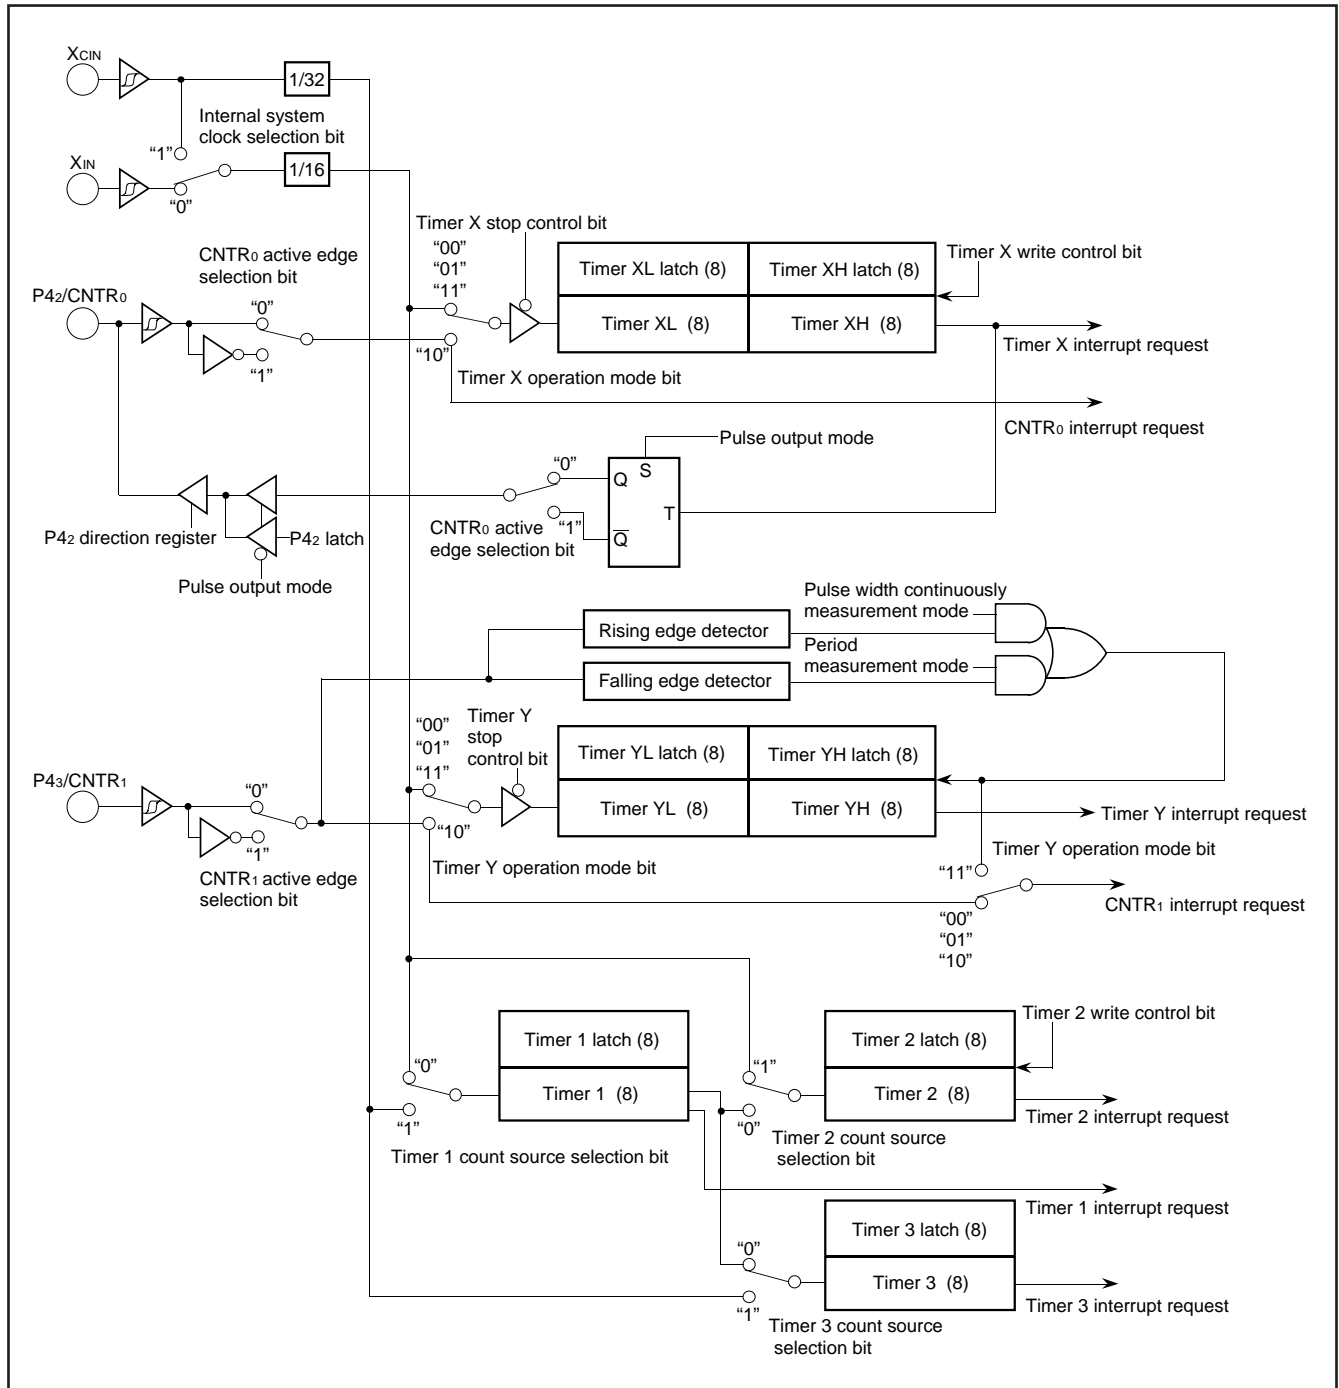 XCIN
1/32
Internal system
clock selection bit
“1”
XIN
1/16
“0”
Timer X stop control bit
CNTR0 active edge
selection bit
“00”
“01”
“11”
Timer XL latch (8)
Timer XH latch (8)
Timer X write control bit
P42/CNTR0
“0”
Timer XL (8)
Timer XH (8)
“1”
“10”
Timer X interrupt request
Timer X operation mode bit
CNTR0 interrupt request
Pulse output mode
“0”
S
Q
T
“1”
Q
CNTR0 active
edge selection bit
P42 direction register
P42 latch
Pulse output mode
Pulse width continuously
measurement mode
Rising edge detector
Period
measurement mode
Falling edge detector
“00”
“01”
“11”
Timer Y
stop
control bit
Timer YL latch (8)
Timer YH latch (8)
P43/CNTR1
“0”
Timer YL (8)
Timer YH (8)
Timer Y interrupt request
“1”
“10”
Timer Y operation mode bit
Timer Y operation mode bit
CNTR1 active edge
selection bit
“11”
CNTR1 interrupt request
“00”
“01”
“10”
Timer 2 write control bit
Timer 1 latch (8)
Timer 2 latch (8)
“0”
“1”
Timer 1 (8)
Timer 2 (8)
“1”
“0”
Timer 2 interrupt request
Timer 1 count source selection bit
Timer 2 count source
selection bit
Timer 1 interrupt request
Timer 3 latch (8)
“0”
Timer 3 (8)
“1”
Timer 3 interrupt request
Timer 3 count source
selection bit